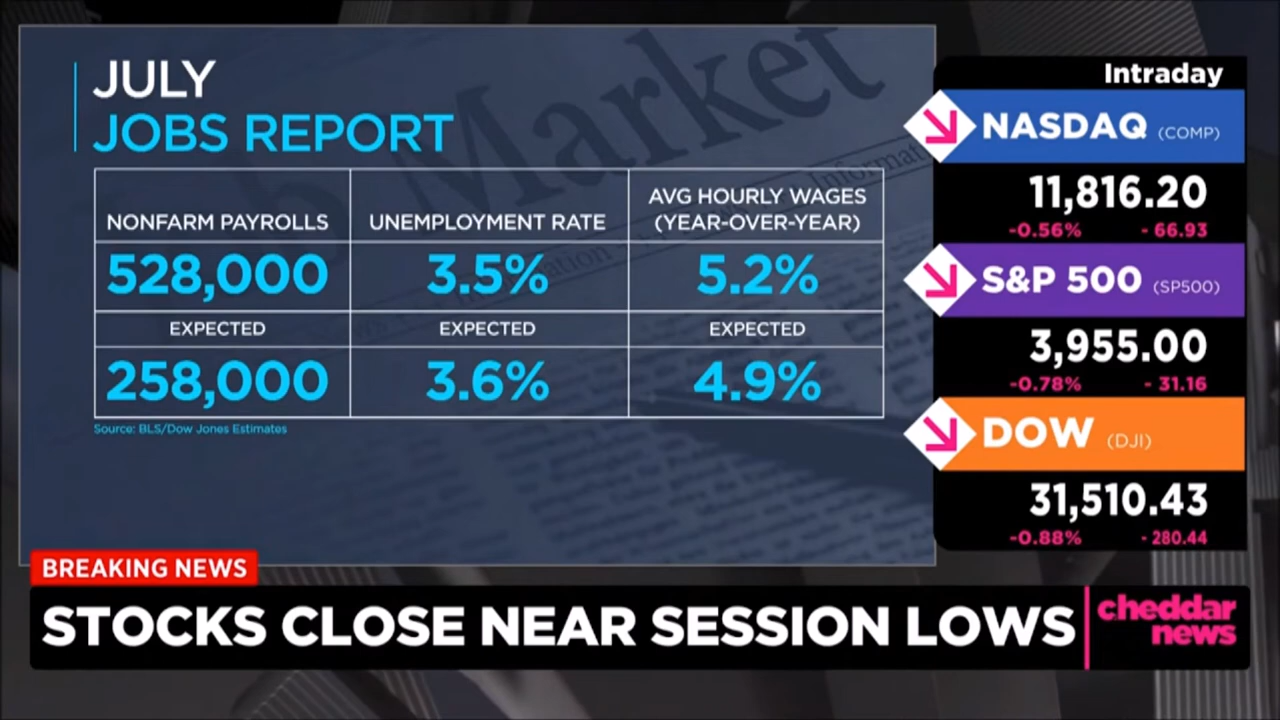 JULY
JOBS REPORT
NONFARM PAYROLLS
UNEMPLOYMENT RATE
AVG HOURLY WAGES
(YEAR-OVER-YEAR)
528,000
3.5%
5.2%
EXPECTED
EXPECTED
EXPECTED
258,000
3.6%
4.9%
Source: BLS/Dow Jones Estimates
Market
Information
Intraday
NASDAQ (COMP)
11,816.20
-0.56% - 66.93
S&P 500 (SP500)
3,955.00
-0.78% - 31.16
DOW (DJI)
31,510.43
-0.88% - 280.44
BREAKING NEWS
STOCKS CLOSE NEAR SESSION LOWS
cheddar
news